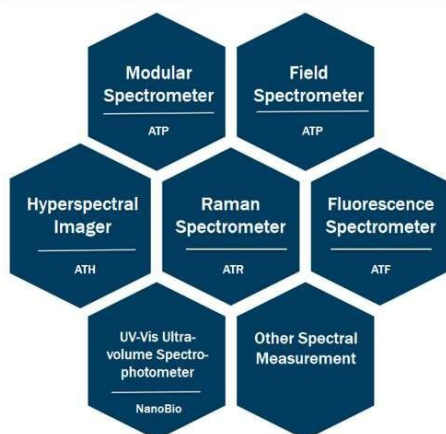 Modular
Spectrometer
ATP
Field
Spectrometer
ATP
Hyperspectral
Imager
ATH
Raman
Spectrometer
ATR
Fluorescence
Spectrometer
ATF
UV-Vis Ultra-
volume Spectro-
photometer
NanoBio
Other Spectral
Measurement